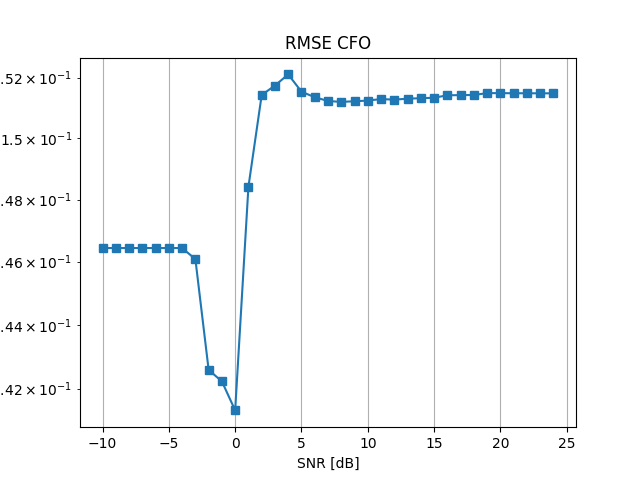 RMSE CFO
.52 × 10⁻¹
1.5 × 10⁻¹
.48 × 10⁻¹
.46 × 10⁻¹
.44 × 10⁻¹
.42 × 10⁻¹
−10 −5 0 5 10 15 20 25
SNR [dB]